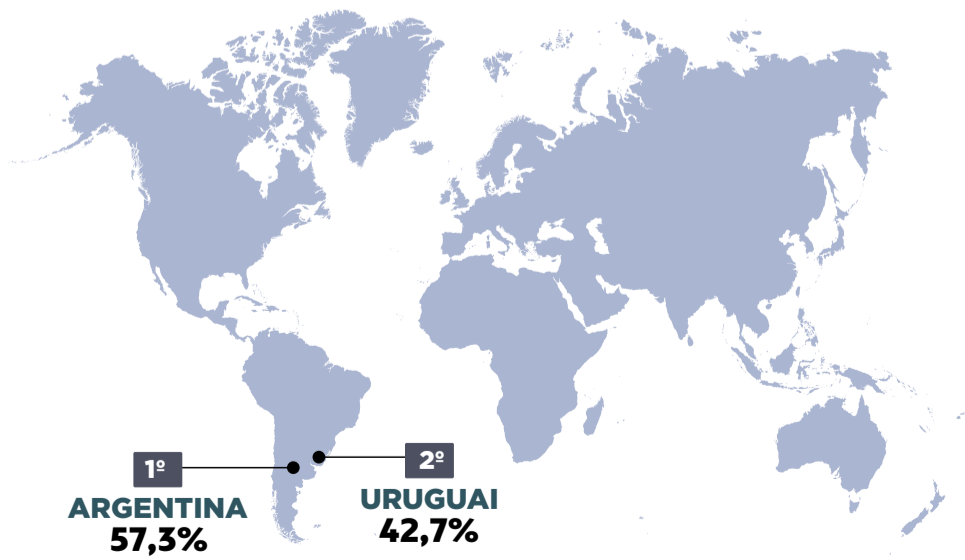 1º
ARGENTINA
57,3%
2º
URUGUAI
42,7%